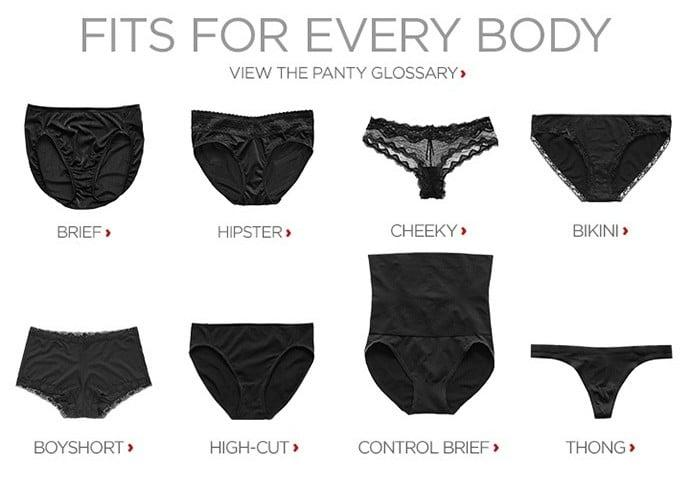 FITS FOR EVERY BODY
VIEW THE PANTY GLOSSARY ›
BRIEF ›
HIPSTER ›
CHEEKY ›
BIKINI ›
BOYSHORT ›
HIGH-CUT ›
CONTROL BRIEF ›
THONG ›